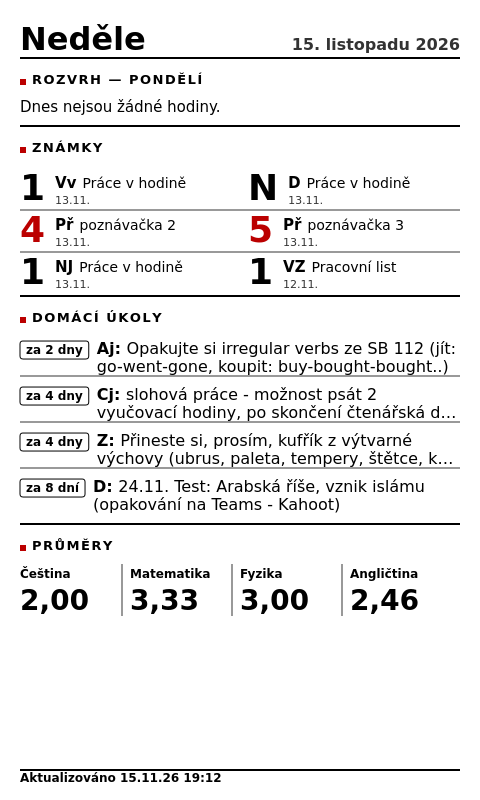 Neděle 15. listopadu 2026
ROZVRH — PONDĚLÍ
Dnes nejsou žádné hodiny.
ZNÁMKY
1 Vv Práce v hodině
13.11.
N D Práce v hodině
13.11.
4 Př poznávačka 2
13.11.
5 Př poznávačka 3
13.11.
1 NJ Práce v hodině
13.11.
1 VZ Pracovní list
12.11.
DOMÁCÍ ÚKOLY
za 2 dny Aj: Opakujte si irregular verbs ze SB 112 (jít:
go-went-gone, koupit: buy-bought-bought..)
za 4 dny Cj: slohová práce - možnost psát 2
vyučovací hodiny, po skončení čtenářská d...
za 4 dny Z: Přineste si, prosím, kufřík z výtvarné
výchovy (ubrus, paleta, tempery, štětce, k...
za 8 dní D: 24.11. Test: Arabská říše, vznik islámu
(opakování na Teams - Kahoot)
PRŮMĚRY
Čeština Matematika Fyzika Angličtina
2,00 3,33 3,00 2,46
Aktualizováno 15.11.26 19:12